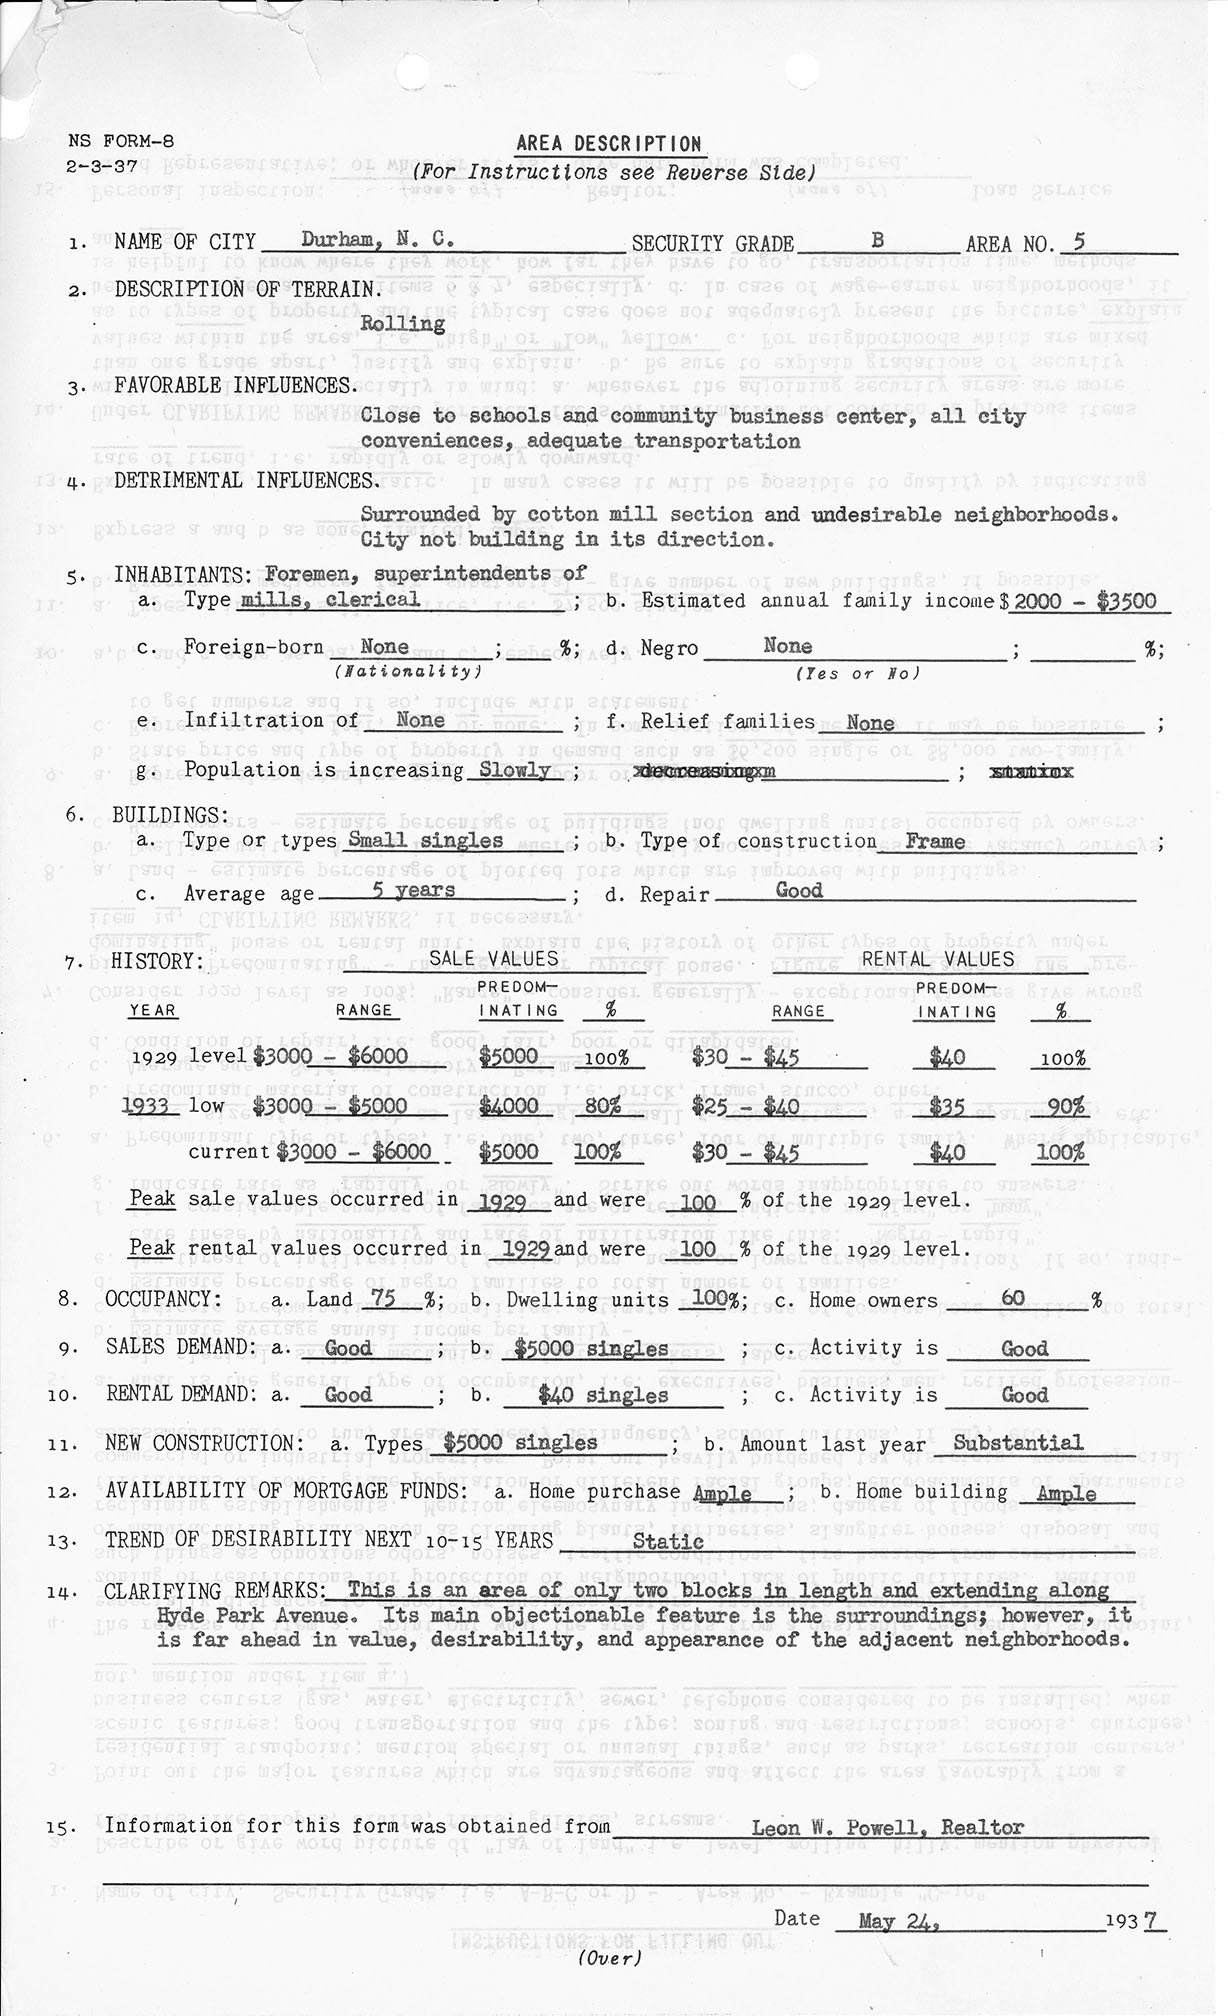 NS FORM-8
2-3-37
AREA DESCRIPTION
(For Instructions see Reverse Side)
1. NAME OF CITY Durham, N. C. SECURITY GRADE B AREA NO. 5
2. DESCRIPTION OF TERRAIN.
Rolling
3. FAVORABLE INFLUENCES.
Close to schools and community business center, all city
conveniences, adequate transportation
4. DETRIMENTAL INFLUENCES.
Surrounded by cotton mill section and undesirable neighborhoods.
City not building in its direction.
5. INHABITANTS: Foremen, superintendents of
a. Type mills, clerical ; b. Estimated annual family income $ 2000 - $3500
c. Foreign-born None ; %; d. Negro None ; %;
(Nationality) (Yes or No)
e. Infiltration of None ; f. Relief families None ;
g. Population is increasing Slowly ; decreasing ; static
6. BUILDINGS:
a. Type or types Small singles ; b. Type of construction Frame ;
c. Average age 5 years ; d. Repair Good
7. HISTORY: SALE VALUES RENTAL VALUES
PREDOM- PREDOM-
YEAR RANGE INATING % RANGE INATING %
1929 level $3000 - $6000 $5000 100% $30 - $45 $40 100%
1933 low $3000 - $5000 $4000 80% $25 - $40 $35 90%
current $3000 - $6000 $5000 100% $30 - $45 $40 100%
Peak sale values occurred in 1929 and were 100 % of the 1929 level.
Peak rental values occurred in 1929 and were 100 % of the 1929 level.
8. OCCUPANCY: a. Land 75 %; b. Dwelling units 100%; c. Home owners 60 %
9. SALES DEMAND: a. Good ; b. $5000 singles ; c. Activity is Good
10. RENTAL DEMAND: a. Good ; b. $40 singles ; c. Activity is Good
11. NEW CONSTRUCTION: a. Types $5000 singles ; b. Amount last year Substantial
12. AVAILABILITY OF MORTGAGE FUNDS: a. Home purchase Ample ; b. Home building Ample
13. TREND OF DESIRABILITY NEXT 10-15 YEARS Static
14. CLARIFYING REMARKS: This is an area of only two blocks in length and extending along
Hyde Park Avenue. Its main objectionable feature is the surroundings; however, it
is far ahead in value, desirability, and appearance of the adjacent neighborhoods.
15. Information for this form was obtained from Leon W. Powell, Realtor
Date May 24, 1937
(Over)